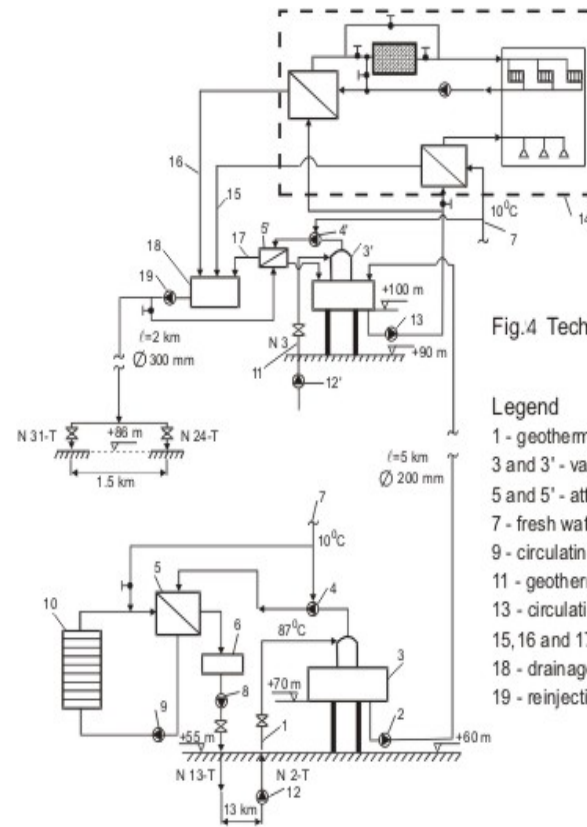 16
15
18
17
5'
4'
3'
10⁰C
7
14
19
+100 m
13
N 3
11
+90 m
12'
ℓ=2 km
Ø 300 mm
N 31-T
+86 m
N 24-T
1.5 km
ℓ=5 km
Ø 200 mm
Fig.4 Tech
Legend
1 - geotherm
3 and 3' - va
5 and 5' - att
7 - fresh wat
9 - circulatin
11 - geotherm
13 - circulati
15,16 and 17
18 - drainage
19 - reinjecti
7
10⁰C
5
4
10
6
87⁰C
3
8
+70 m
9
1
2
+55 m
+60 m
N 13-T
N 2-T
12
13 km